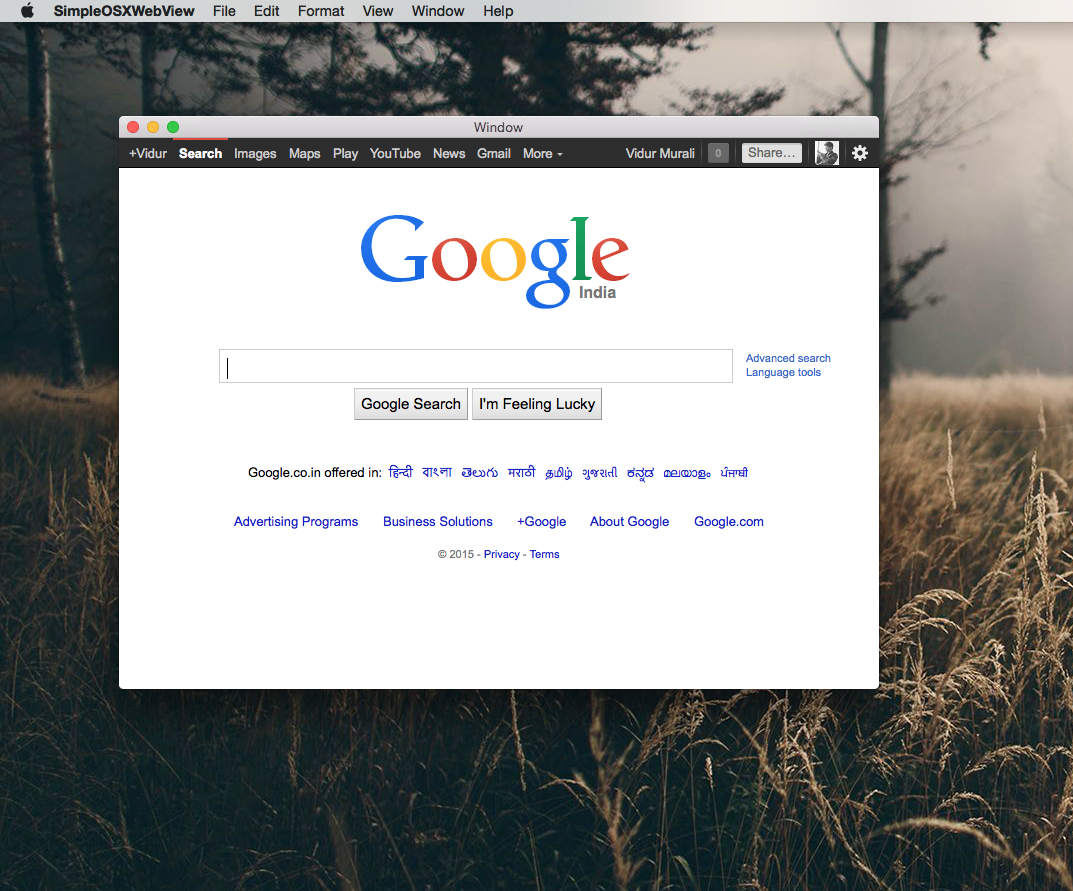 SimpleOSXWebView File Edit Format View Window Help
Window
+Vidur Search Images Maps Play YouTube News Gmail More Vidur Murali 0 Share...
Google
India
Advanced search
Language tools
Google Search I'm Feeling Lucky
Google.co.in offered in: हिन्दी বাংলা తెలుగు मराठी தமிழ் ગુજરાતી ಕನ್ನಡ മലയാളം ਪੰਜਾਬੀ
Advertising Programs Business Solutions +Google About Google Google.com
© 2015 - Privacy - Terms